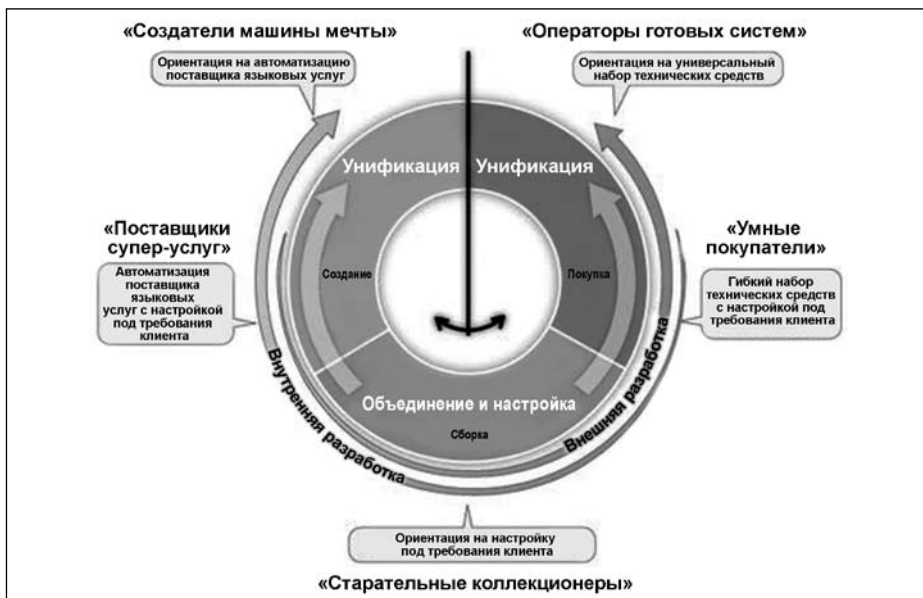 «Создатели машины мечты»
«Операторы готовых систем»
Ориентация на автоматизацию
поставщика языковых услуг
Ориентация на универсальный
набор технических средств
Унификация
Унификация
«Поставщики
супер-услуг»
«Умные
покупатели»
Автоматизация
поставщика
языковых
услуг с настройкой
под требования
клиента
Создание
Покупка
Гибкий набор
технических средств
с настройкой под
требования клиента
Объединение и настройка
Сборка
Внутренняя разработка
Внешняя разработка
Ориентация на настройку
под требования клиента
«Старательные коллекционеры»